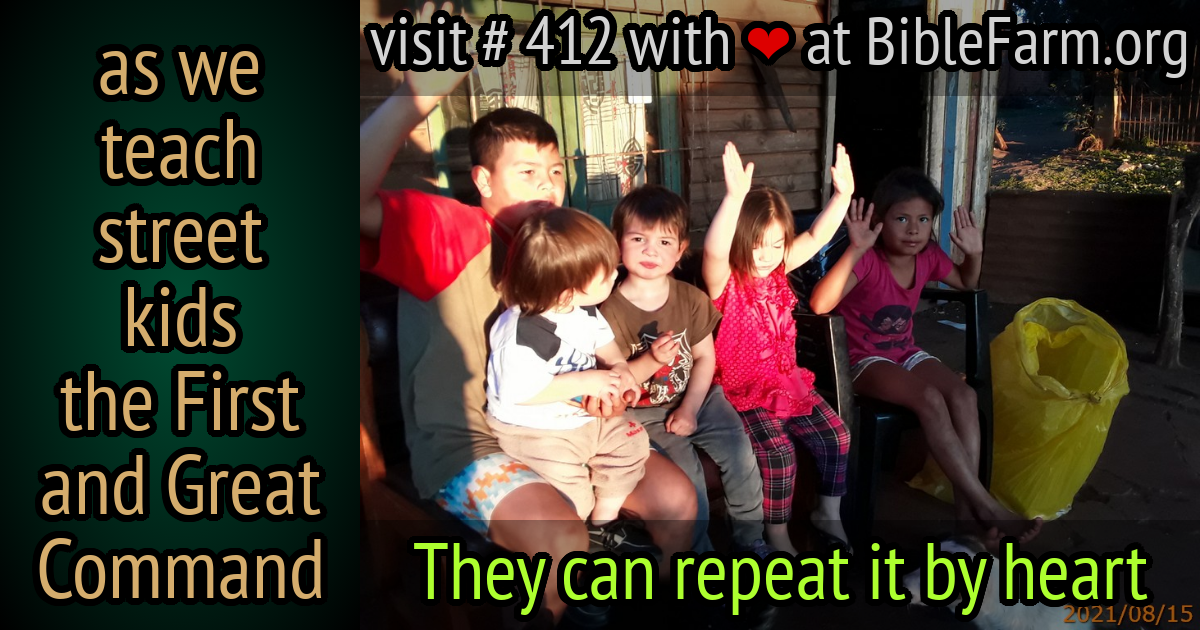 as we
teach
street
kids
the First
and Great
Command
visit # 412 with ❤ at BibleFarm.org
They can repeat it by heart
2021/08/15